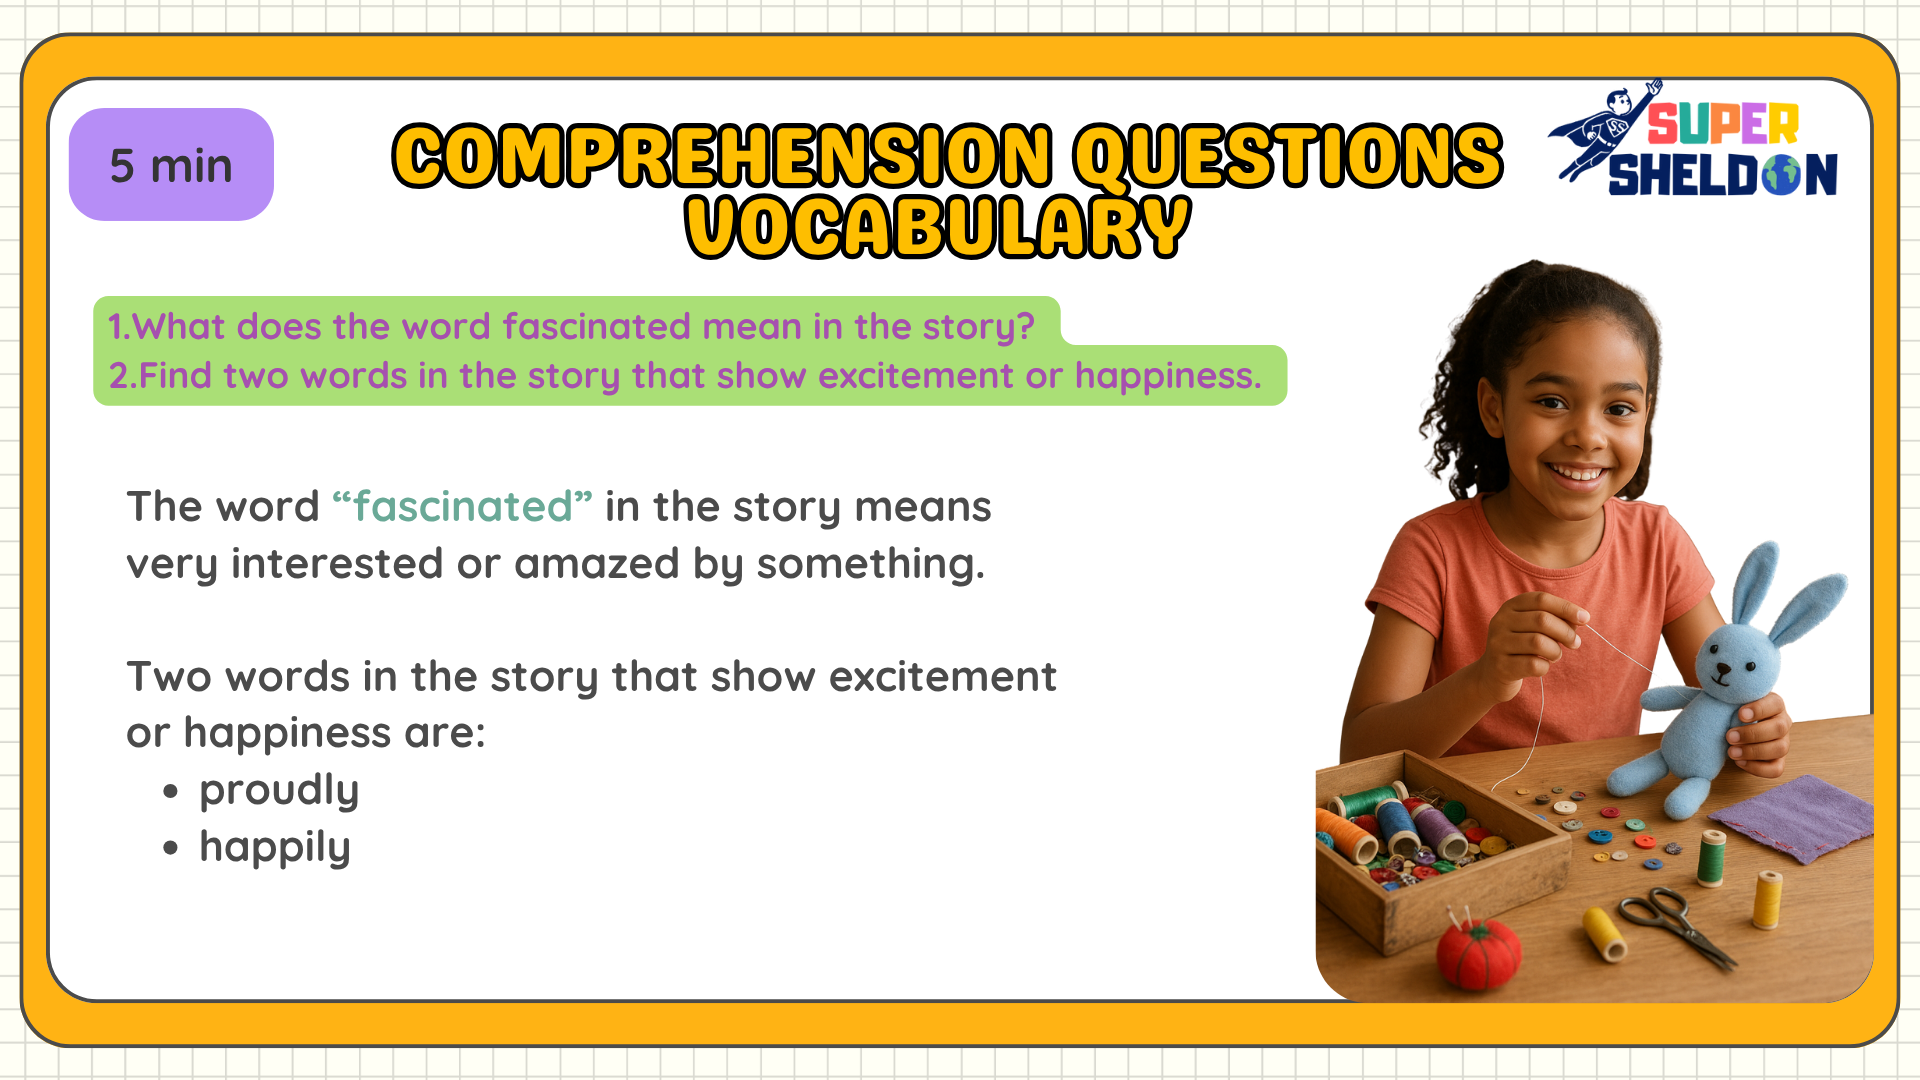 5 min
COMPREHENSION QUESTIONS
VOCABULARY
SUPER
SHELDON
1.What does the word fascinated mean in the story?
2.Find two words in the story that show excitement or happiness.
The word “fascinated” in the story means
very interested or amazed by something.
Two words in the story that show excitement
or happiness are:
• proudly
• happily